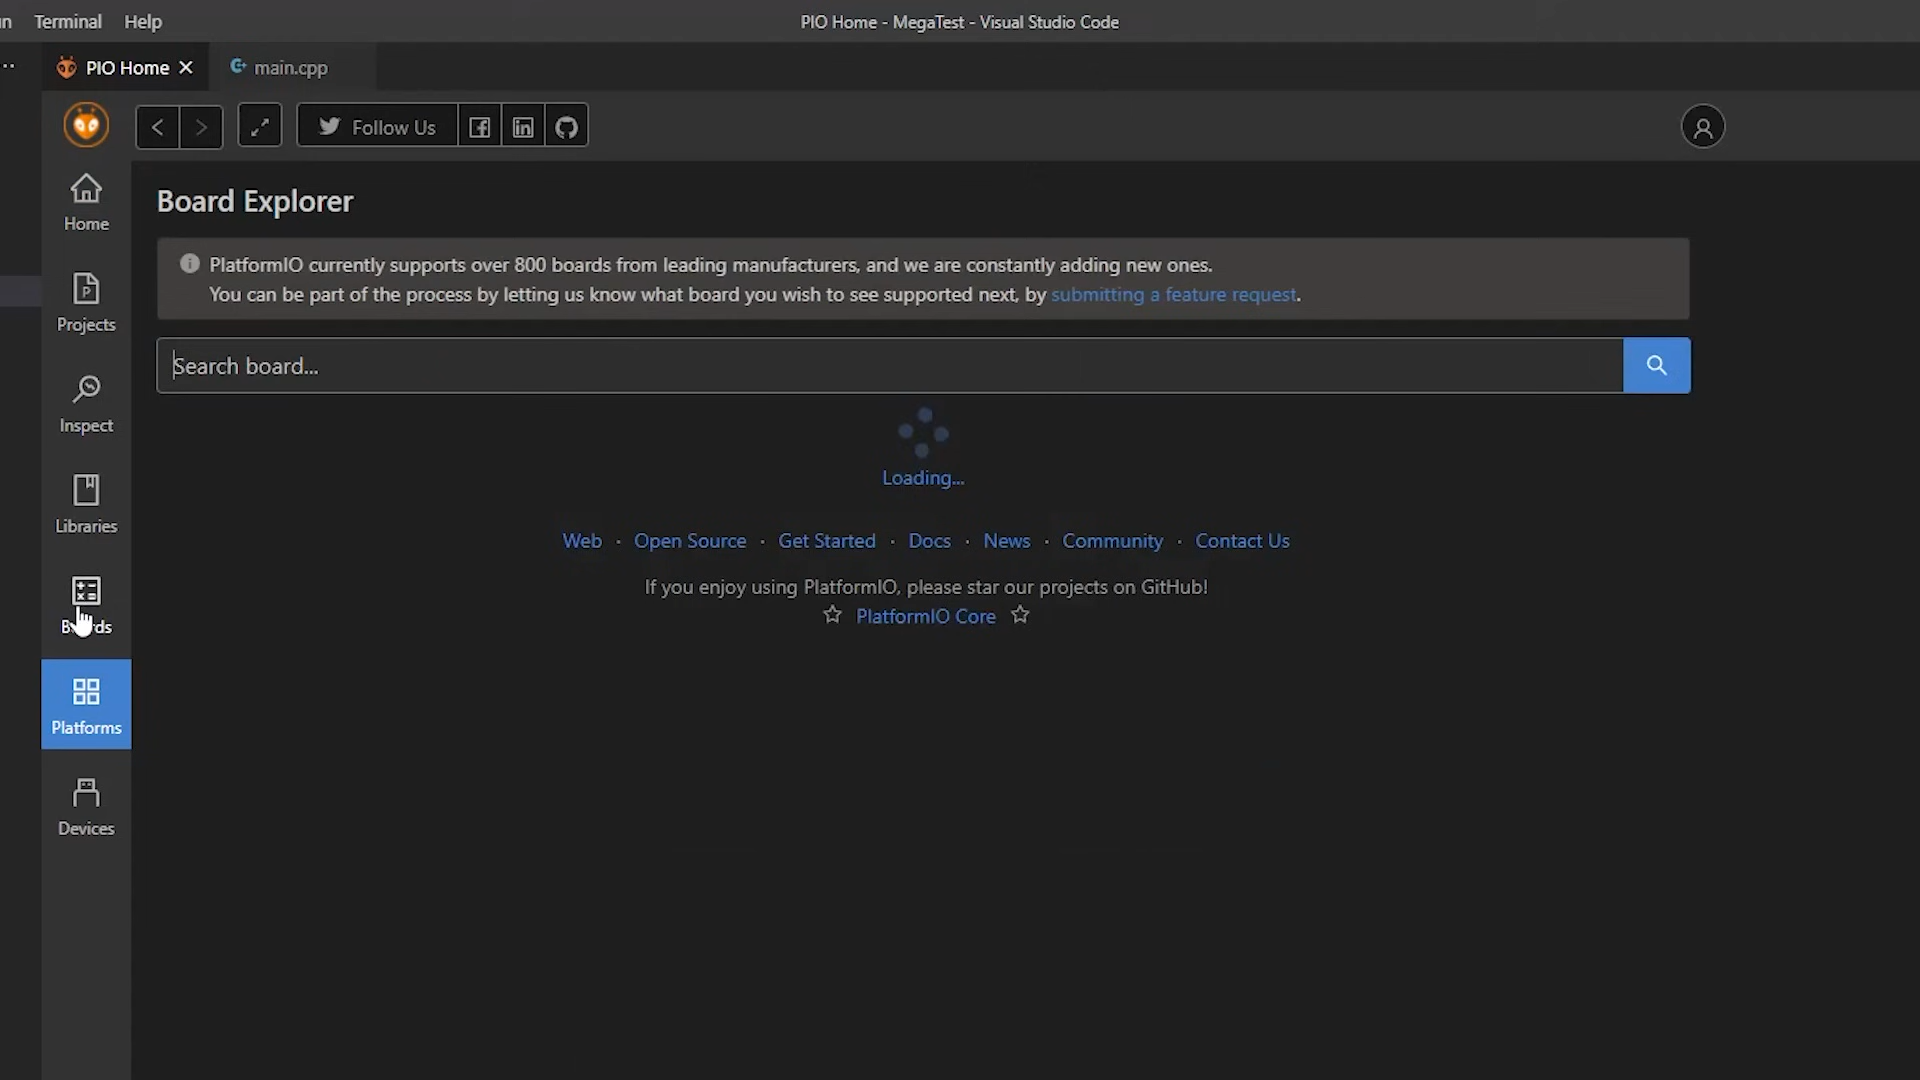 Terminal Help
PIO Home - MegaTest - Visual Studio Code
PIO Home
main.cpp
Follow Us
Home
Projects
Inspect
Libraries
Platforms
Devices
Board Explorer
PlatformIO currently supports over 800 boards from leading manufacturers, and we are constantly adding new ones.
You can be part of the process by letting us know what board you wish to see supported next, by submitting a feature request.
Search board...
Loading...
Web · Open Source · Get Started · Docs · News · Community · Contact Us
If you enjoy using PlatformIO, please star our projects on GitHub!
PlatformIO Core